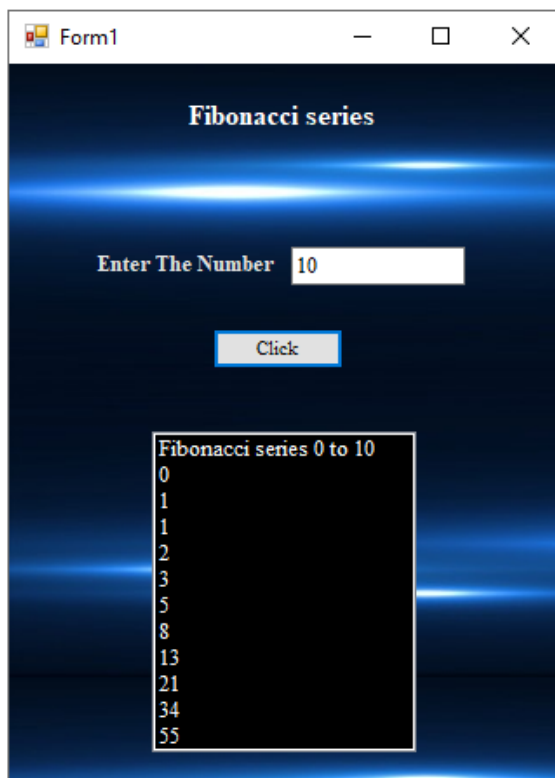 Form1
Fibonacci series
Enter The Number 10
Click
Fibonacci series 0 to 10
0
1
1
2
3
5
8
13
21
34
55